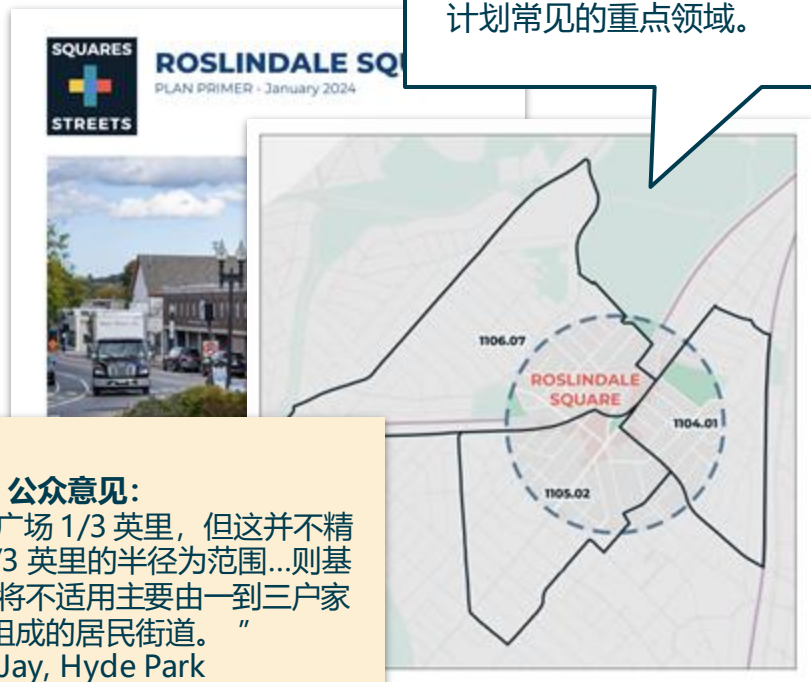 计划常见的重点领域。
SQUARES
STREETS
ROSLINDALE SQ
PLAN PRIMER - January 2024
1106.07
ROSLINDALE
SQUARE
1104.01
1105.02
公众意见：
广场 1/3 英里，但这并不精
/3 英里的半径为范围...则基
将不适用主要由一到三户家
组成的居民街道。 ”
Jay, Hyde Park